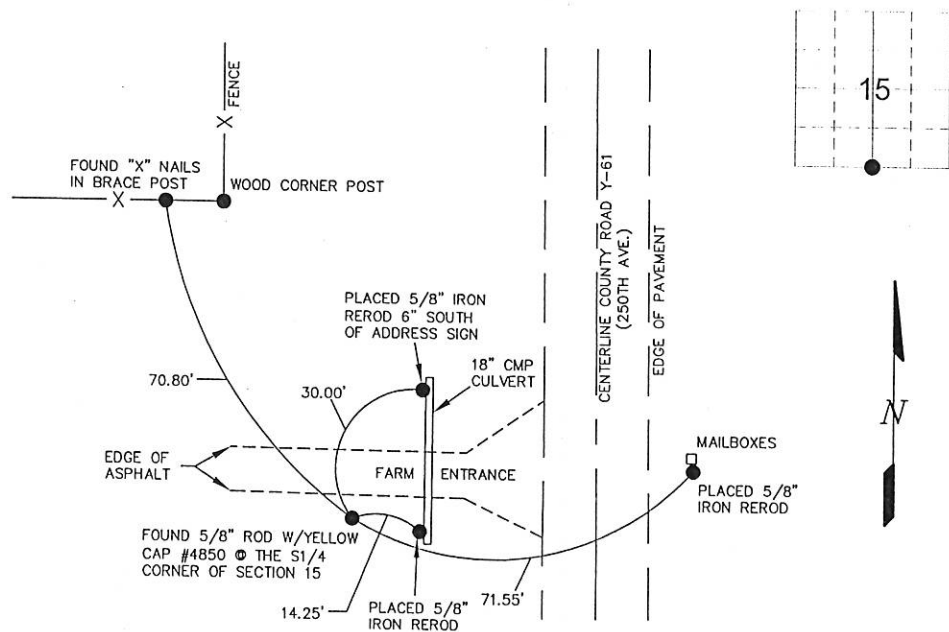 15
FENCE
X
X
FOUND "X" NAILS
IN BRACE POST
WOOD CORNER POST
CENTERLINE COUNTY ROAD Y-61
(250TH AVE.)
EDGE OF PAVEMENT
PLACED 5/8" IRON
REROD 6" SOUTH
OF ADDRESS SIGN
18" CMP
CULVERT
70.80'
30.00'
N
MAILBOXES
EDGE OF
ASPHALT
FARM ENTRANCE
PLACED 5/8"
IRON REROD
FOUND 5/8" ROD W/YELLOW
CAP #4850 @ THE S1/4
CORNER OF SECTION 15
14.25'
PLACED 5/8"
IRON REROD
71.55'